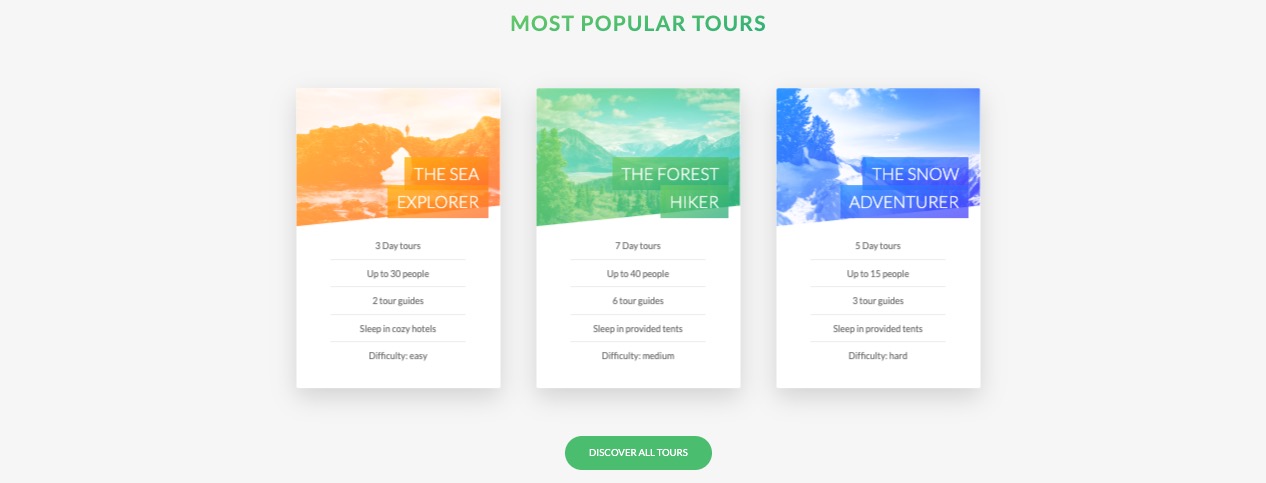 MOST POPULAR TOURS
THE SEA
EXPLORER
3 Day tours
Up to 30 people
2 tour guides
Sleep in cozy hotels
Difficulty: easy
THE FOREST
HIKER
7 Day tours
Up to 40 people
6 tour guides
Sleep in provided tents
Difficulty: medium
THE SNOW
ADVENTURER
5 Day tours
Up to 15 people
3 tour guides
Sleep in provided tents
Difficulty: hard
DISCOVER ALL TOURS